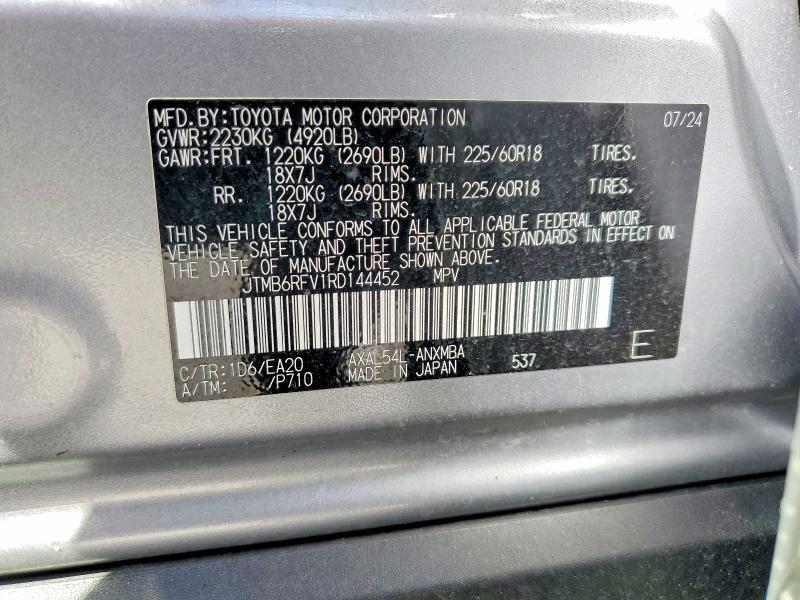 MFD.BY:TOYOTA MOTOR CORPORATION 07/24
GVWR:2230KG (4920LB)
GAWR:FRT. 1220KG (2690LB) WITH 225/60R18 TIRES.
18X7J RIMS.
RR. 1220KG (2690LB) WITH 225/60R18 TIRES.
18X7J RIMS.
THIS VEHICLE CONFORMS TO ALL APPLICABLE FEDERAL MOTOR
VEHICLE SAFETY AND THEFT PREVENTION STANDARDS IN EFFECT ON
THE DATE OF MANUFACTURE SHOWN ABOVE.
JTMB6RFV1RD144452 MPV
C/TR:1D6/EA20 AXAL54L-ANXMBA 537 E
A/TM: /P710 MADE IN JAPAN